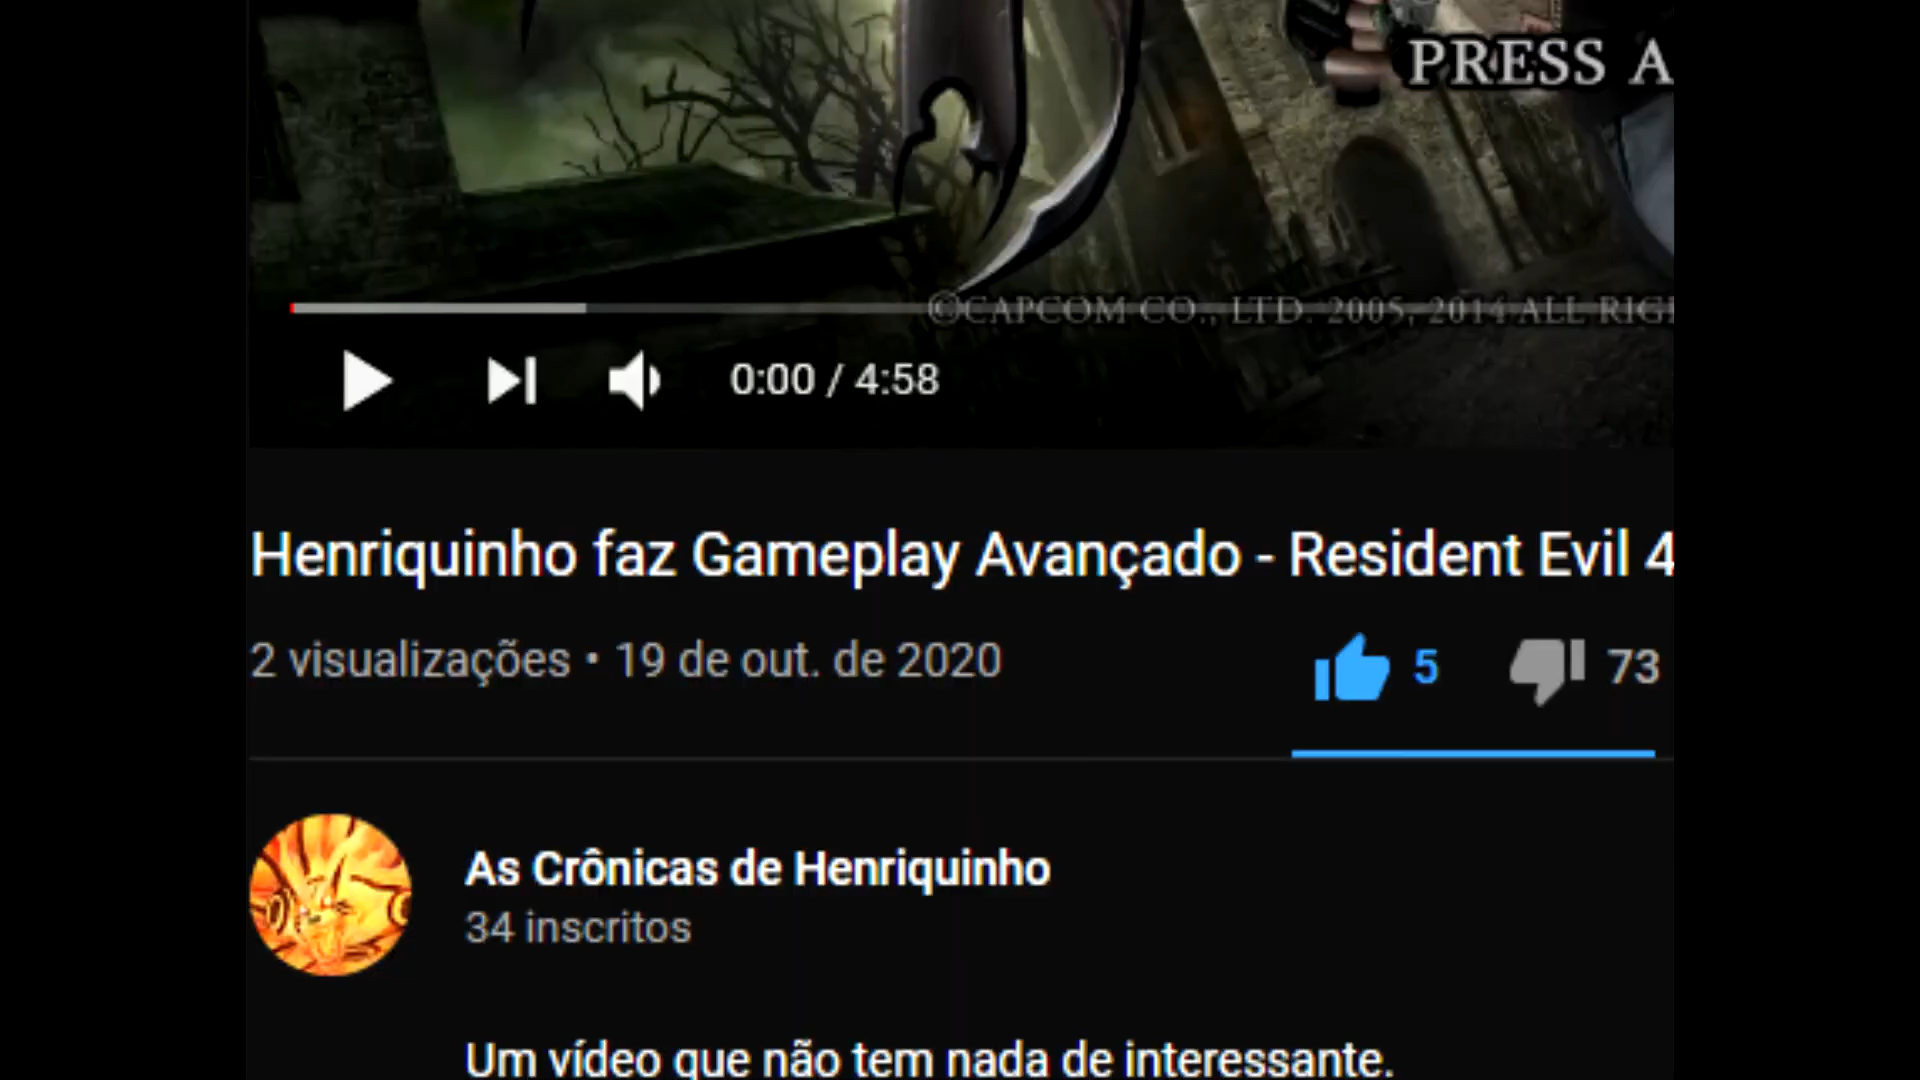 PRESS A
©CAPCOM CO., LTD. 2005, 2014 ALL RIG
0:00 / 4:58
Henriquinho faz Gameplay Avançado - Resident Evil 4
2 visualizações • 19 de out. de 2020
5
73
As Crônicas de Henriquinho
34 inscritos
Um vídeo que não tem nada de interessante.